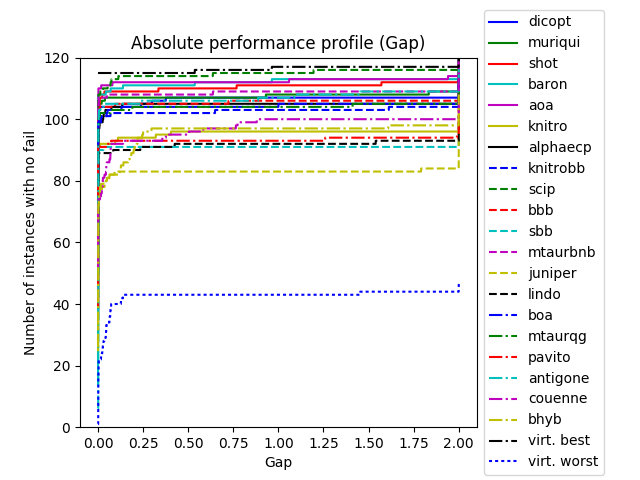 Absolute performance profile (Gap)
Number of instances with no fail
120
100
80
60
40
20
0
0.00 0.25 0.50 0.75 1.00 1.25 1.50 1.75 2.00
Gap
dicopt
muriqui
shot
baron
aoa
knitro
alphaecp
knitrobb
scip
bbb
sbb
mtaurbnb
juniper
lindo
boa
mtaurqg
pavito
antigone
couenne
bhyb
virt. best
virt. worst